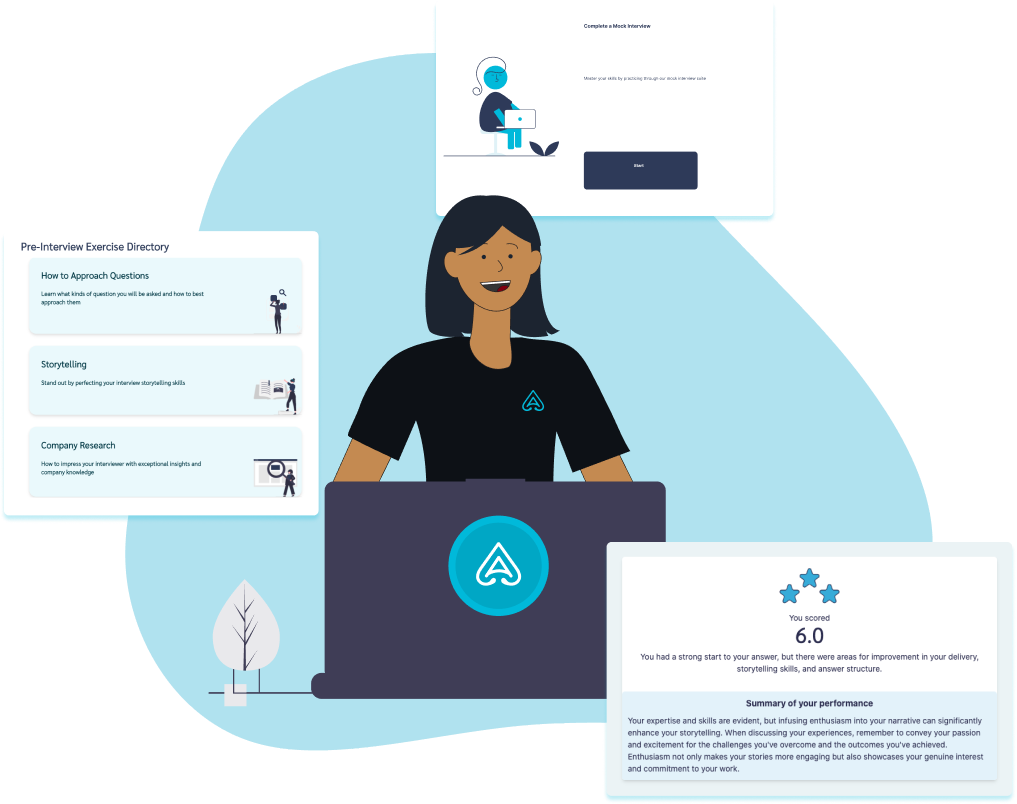 Complete a Mock Interview
Master your skills by practicing through our mock interview suite
Start
Pre-Interview Exercise Directory
How to Approach Questions
Learn what kinds of question you will be asked and how to best
approach them
Storytelling
Stand out by perfecting your interview storytelling skills
Company Research
How to impress your interviewer with exceptional insights and
company knowledge
You scored
6.0
You had a strong start to your answer, but there were areas for improvement in your delivery,
storytelling skills, and answer structure.
Summary of your performance
Your expertise and skills are evident, but infusing enthusiasm into your narrative can significantly
enhance your storytelling. When discussing your experiences, remember to convey your passion
and excitement for the challenges you've overcome and the outcomes you've achieved.
Enthusiasm not only makes your stories more engaging but also showcases your genuine interest
and commitment to your work.